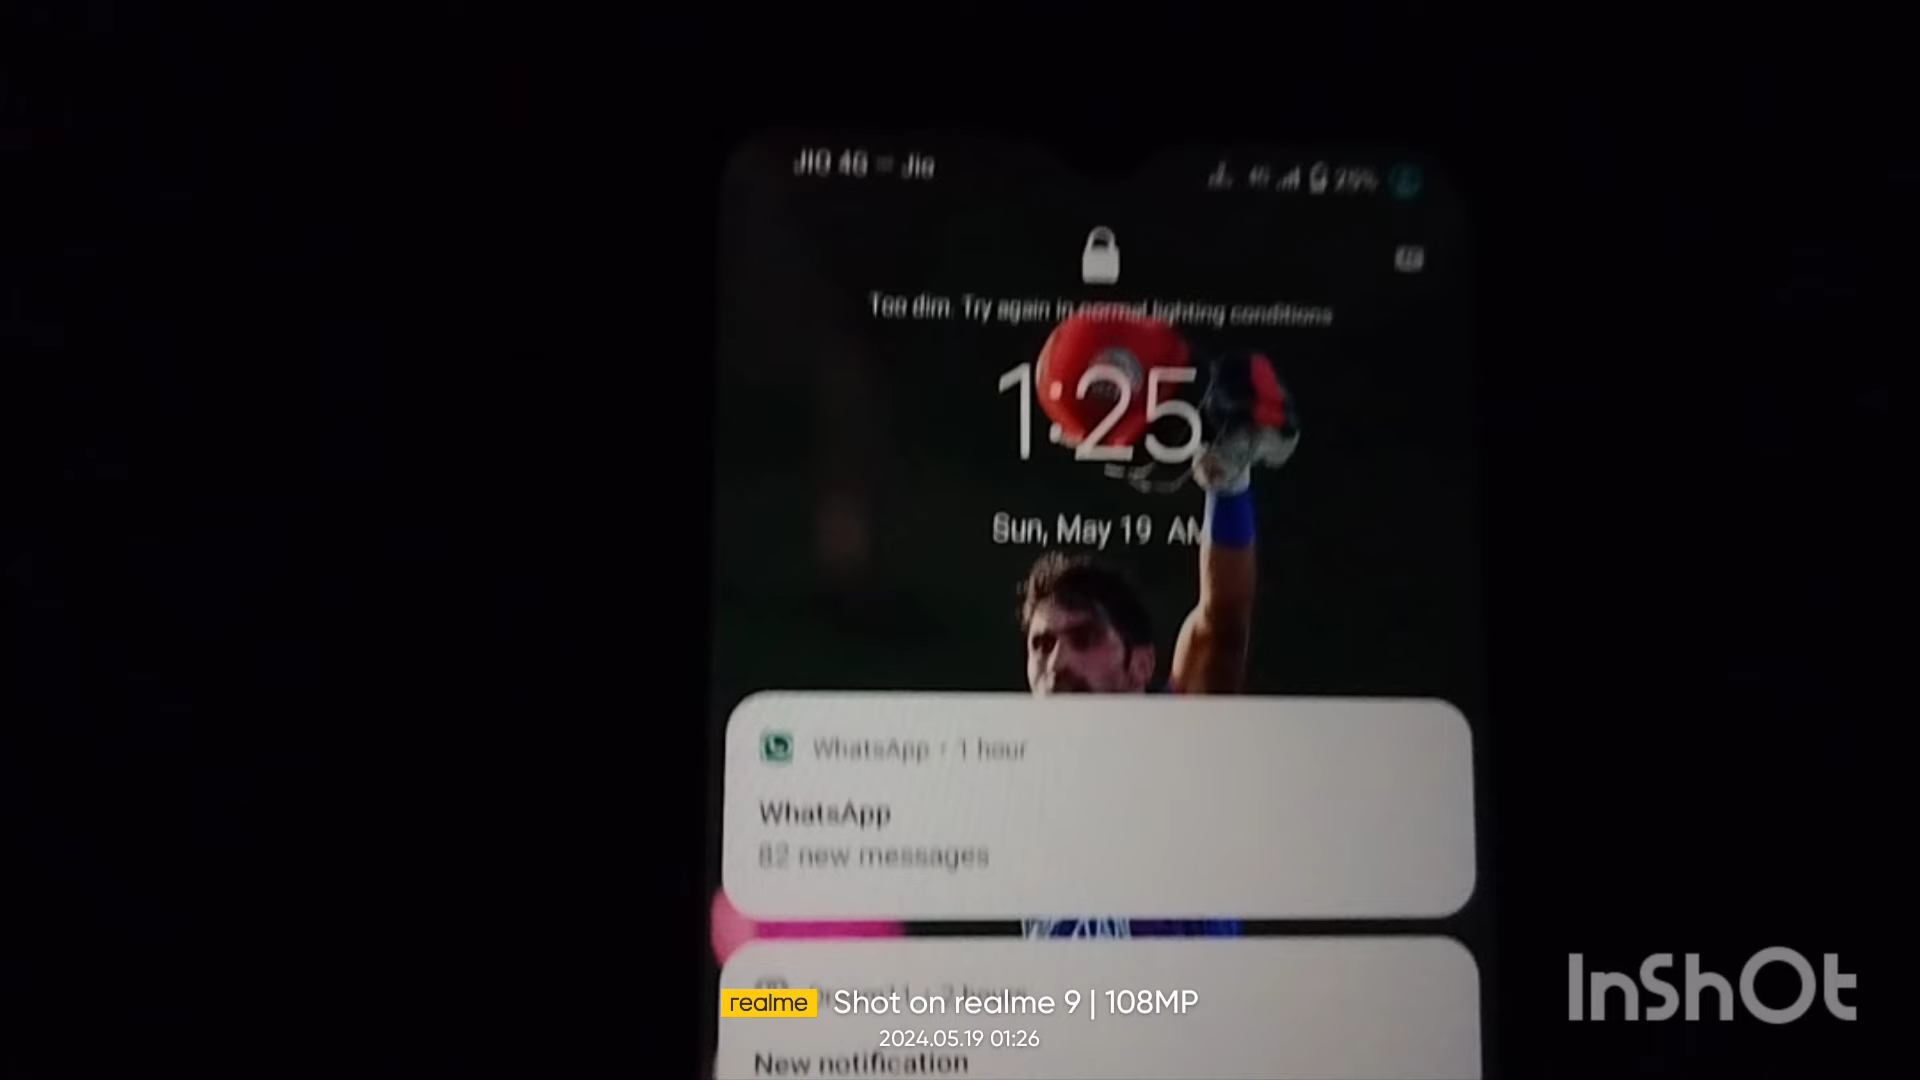 JIO 4G — Jio
4G 25%
Too dim. Try again in normal lighting conditions
1:25
Sun, May 19 AM
WhatsApp • 1 hour
WhatsApp
82 new messages
realme Shot on realme 9 | 108MP
2024.05.19 01:26
New notification
InShOt